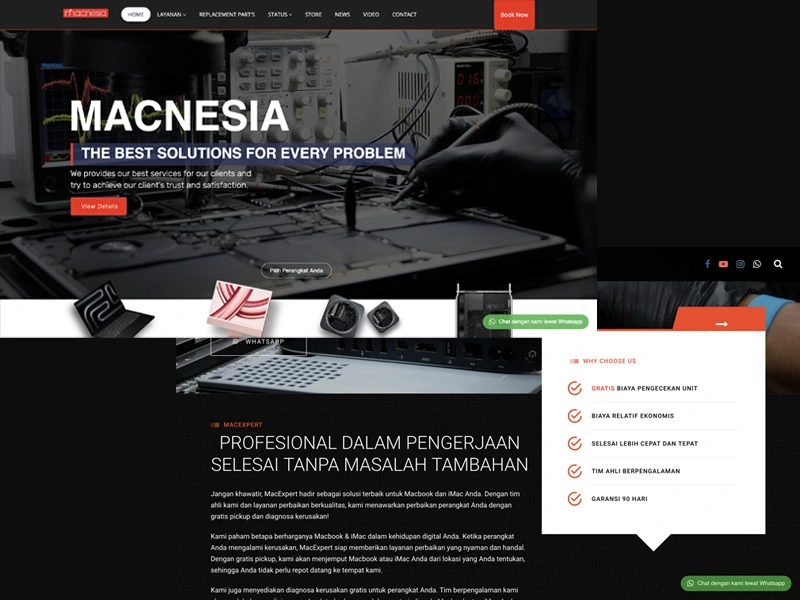 macnesia
HOME
LAYANAN
REPLACEMENT PART'S
STATUS
STORE
NEWS
VIDEO
CONTACT
Book Now
MACNESIA
THE BEST SOLUTIONS FOR EVERY PROBLEM
We provides our best services for our clients and
try to achieve our client's trust and satisfaction.
View Details
Pilih Perangkat Anda
Chat dengan kami lewat Whatsapp
WHATSAPP
MACEXPERT
PROFESIONAL DALAM PENGERJAAN
SELESAI TANPA MASALAH TAMBAHAN
Jangan khawatir, MacExpert hadir sebagai solusi terbaik untuk Macbook dan iMac Anda. Dengan tim
ahli kami dan layanan perbaikan berkualitas, kami menawarkan perbaikan perangkat Anda dengan
gratis pickup dan diagnosa kerusakan!
Kami paham betapa berharganya Macbook & iMac dalam kehidupan digital Anda. Ketika perangkat
Anda mengalami kerusakan, MacExpert siap memberikan layanan perbaikan yang nyaman dan handal.
Dengan gratis pickup, kami akan menjemput Macbook atau iMac Anda dari lokasi yang Anda tentukan,
sehingga Anda tidak perlu repot datang ke tempat kami.
Kami juga menyediakan diagnosa kerusakan gratis untuk perangkat Anda. Tim berpengalaman kami
WHY CHOOSE US
GRATIS BIAYA PENGECEKAN UNIT
BIAYA RELATIF EKONOMIS
SELESAI LEBIH CEPAT DAN TEPAT
TIM AHLI BERPENGALAMAN
GARANSI 90 HARI
Chat dengan kami lewat Whatsapp